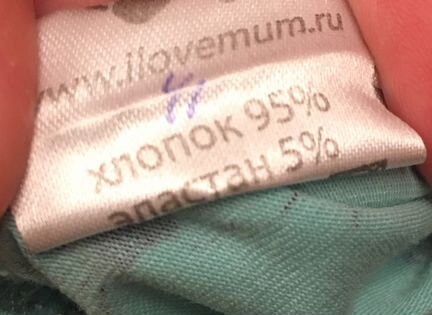 www.ilovemum.ru
хлопок 95%
эластан 5%